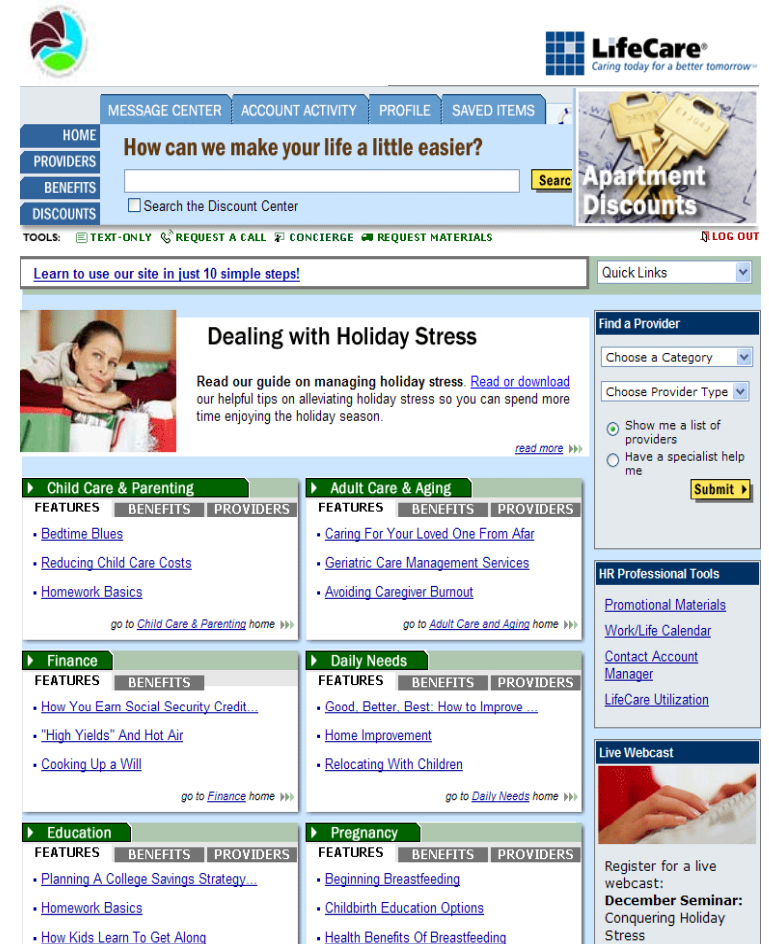 LifeCare®
Caring today for a better tomorrow℠
MESSAGE CENTER
ACCOUNT ACTIVITY
PROFILE
SAVED ITEMS
HOME
PROVIDERS
BENEFITS
DISCOUNTS
How can we make your life a little easier?
Searc
Search the Discount Center
Apartment
Discounts
TOOLS: TEXT-ONLY REQUEST A CALL CONCIERGE REQUEST MATERIALS
LOG OUT
Learn to use our site in just 10 simple steps!
Quick Links
Dealing with Holiday Stress
Read our guide on managing holiday stress. Read or download
our helpful tips on alleviating holiday stress so you can spend more
time enjoying the holiday season.
read more
Find a Provider
Choose a Category
Choose Provider Type
Show me a list of
providers
Have a specialist help
me
Submit
Child Care & Parenting
FEATURES BENEFITS PROVIDERS
Bedtime Blues
Reducing Child Care Costs
Homework Basics
go to Child Care & Parenting home
Adult Care & Aging
FEATURES BENEFITS PROVIDERS
Caring For Your Loved One From Afar
Geriatric Care Management Services
Avoiding Caregiver Burnout
go to Adult Care and Aging home
HR Professional Tools
Promotional Materials
Work/Life Calendar
Contact Account
Manager
LifeCare Utilization
Finance
FEATURES BENEFITS
How You Earn Social Security Credit...
"High Yields" And Hot Air
Cooking Up a Will
go to Finance home
Daily Needs
FEATURES BENEFITS PROVIDERS
Good, Better, Best: How to Improve ...
Home Improvement
Relocating With Children
go to Daily Needs home
Live Webcast
Register for a live
webcast:
December Seminar:
Conquering Holiday
Stress
Education
FEATURES BENEFITS PROVIDERS
Planning A College Savings Strategy...
Homework Basics
How Kids Learn To Get Along
Pregnancy
FEATURES BENEFITS PROVIDERS
Beginning Breastfeeding
Childbirth Education Options
Health Benefits Of Breastfeeding